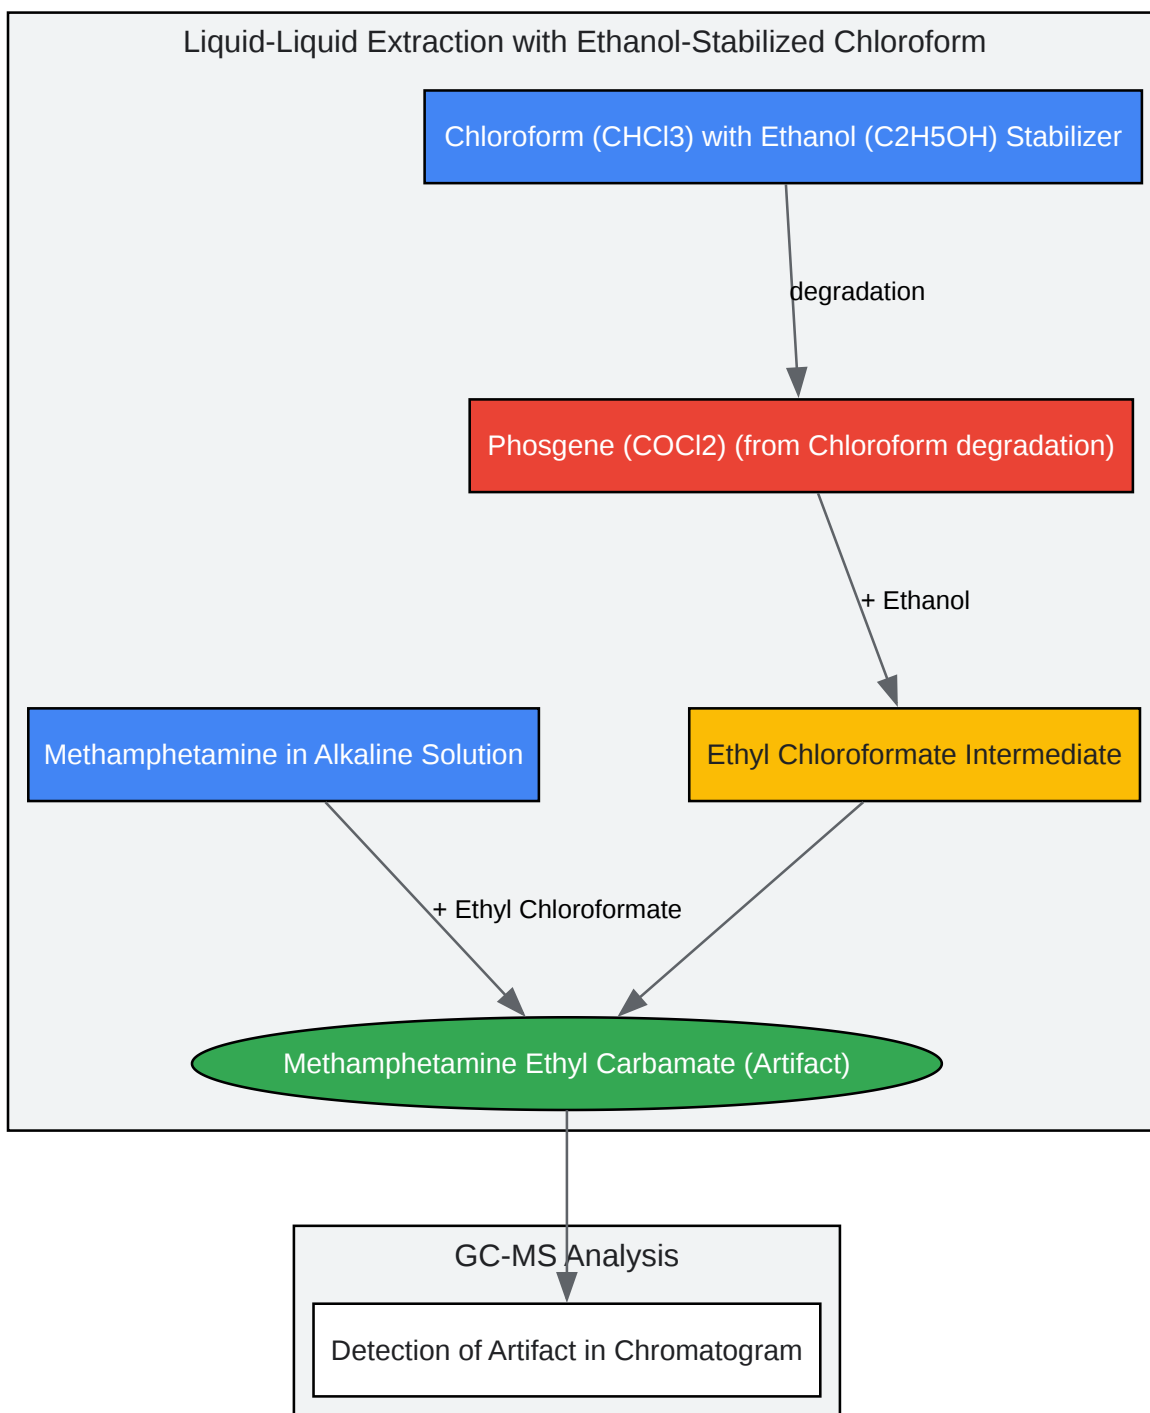 Liquid-Liquid Extraction with Ethanol-Stabilized Chloroform
Chloroform (CHCl3) with Ethanol (C2H5OH) Stabilizer
degradation
Phosgene (COCl2) (from Chloroform degradation)
+ Ethanol
Methamphetamine in Alkaline Solution
Ethyl Chloroformate Intermediate
+ Ethyl Chloroformate
Methamphetamine Ethyl Carbamate (Artifact)
GC-MS Analysis
Detection of Artifact in Chromatogram